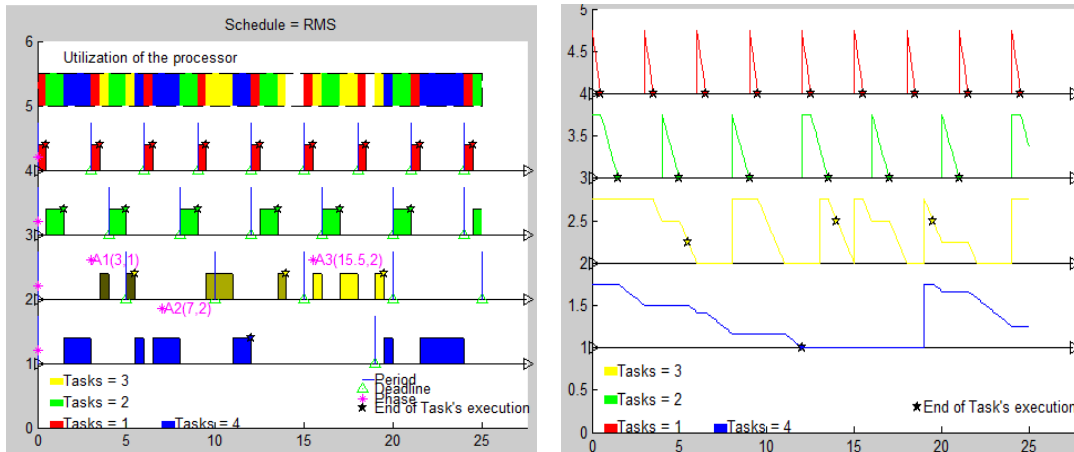 Schedule = RMS
6
Utilization of the processor
5
4
3
A1(3,1)
A3(15.5,2)
2
A2(7,2)
1
Tasks = 3
Tasks = 2
Tasks = 1
Tasks = 4
Period
Deadline
Phase
End of Task's execution
0
0 5 10 15 20 25
5
4.5
4
3.5
3
2.5
2
1.5
1
0.5
Tasks = 3
Tasks = 2
Tasks = 1
Tasks = 4
End of Task's execution
0
0 5 10 15 20 25